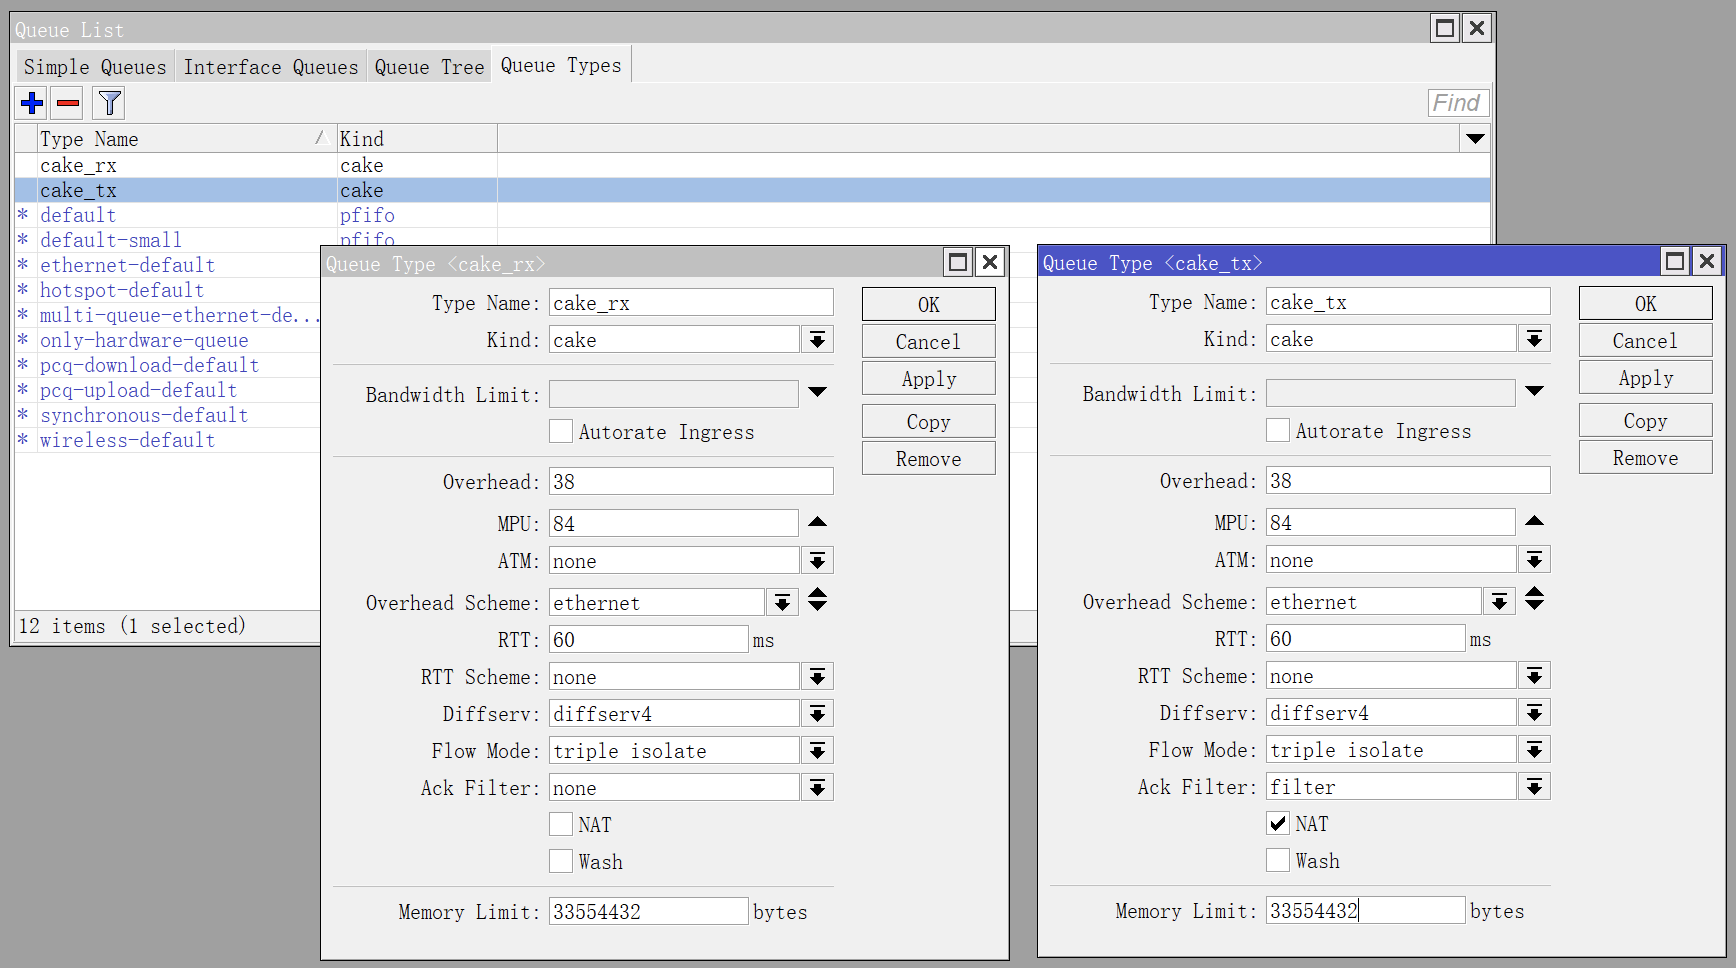 Queue List
Simple Queues Interface Queues Queue Tree Queue Types
Find
Type Name Kind
cake_rx cake
cake_tx cake
* default pfifo
* default-small pfifo
* ethernet-default
* hotspot-default
* multi-queue-ethernet-de...
* only-hardware-queue
* pcq-download-default
* pcq-upload-default
* synchronous-default
* wireless-default
12 items (1 selected)
Queue Type <cake_rx>
Type Name: cake_rx
OK
Kind: cake
Cancel
Apply
Bandwidth Limit:
Copy
Autorate Ingress
Remove
Overhead: 38
MPU: 84
ATM: none
Overhead Scheme: ethernet
RTT: 60 ms
RTT Scheme: none
Diffserv: diffserv4
Flow Mode: triple isolate
Ack Filter: none
NAT
Wash
Memory Limit: 33554432 bytes
Queue Type <cake_tx>
Type Name: cake_tx
OK
Kind: cake
Cancel
Apply
Bandwidth Limit:
Copy
Autorate Ingress
Remove
Overhead: 38
MPU: 84
ATM: none
Overhead Scheme: ethernet
RTT: 60 ms
RTT Scheme: none
Diffserv: diffserv4
Flow Mode: triple isolate
Ack Filter: filter
NAT
Wash
Memory Limit: 33554432 bytes